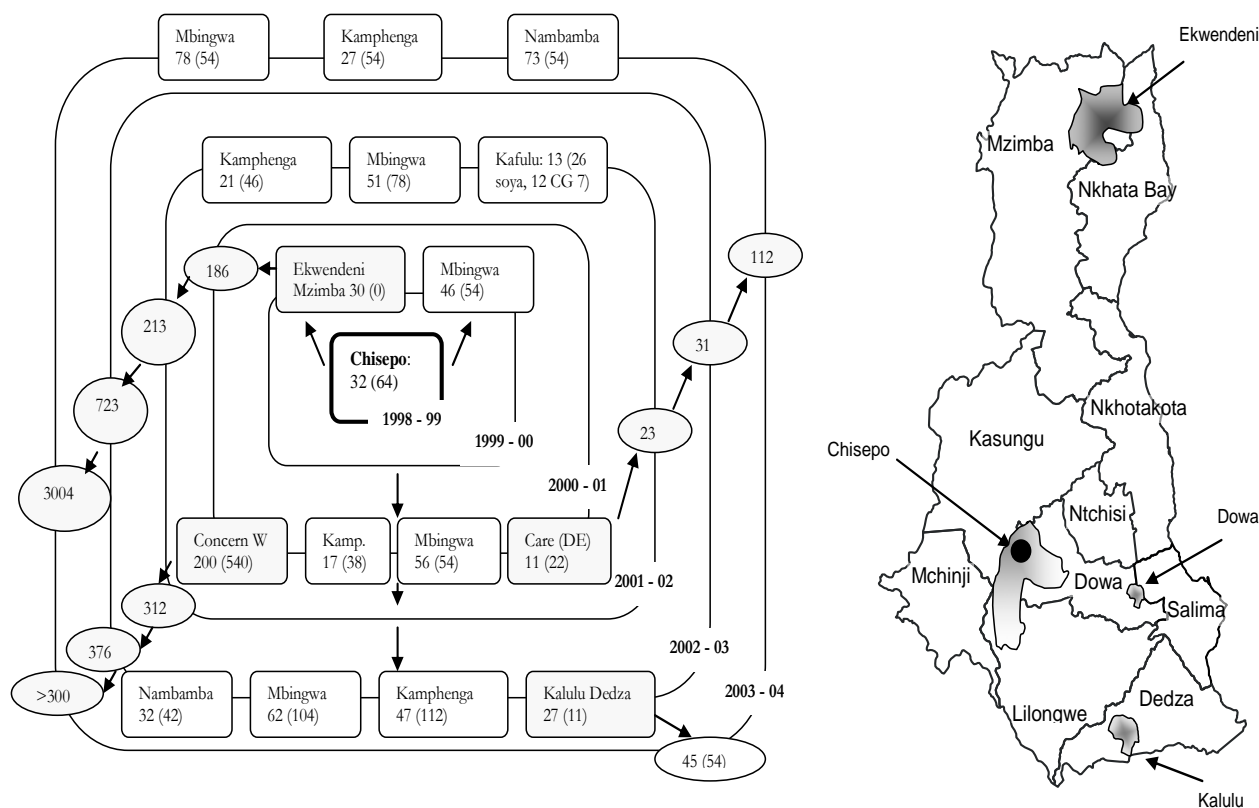 Mbingwa
78 (54)
Kamphenga
27 (54)
Nambamba
73 (54)
Kamphenga
21 (46)
Mbingwa
51 (78)
Kafulu: 13 (26
soya, 12 CG 7)
186
Ekwendeni
Mzimba 30 (0)
Mbingwa
46 (54)
112
213
Chisepo:
32 (64)
31
723
1998 - 99
23
1999 - 00
3004
2000 - 01
Concern W
200 (540)
Kamp.
17 (38)
Mbingwa
56 (54)
Care (DE)
11 (22)
2001 - 02
312
376
2002 - 03
>300
Nambamba
32 (42)
Mbingwa
62 (104)
Kamphenga
47 (112)
Kalulu Dedza
27 (11)
2003 - 04
45 (54)
Ekwendeni
Mzimba
Nkhata Bay
Nkhotakota
Kasungu
Chisepo
Ntchisi
Dowa
Mchinji
Dowa
Salima
Dedza
Lilongwe
Kalulu